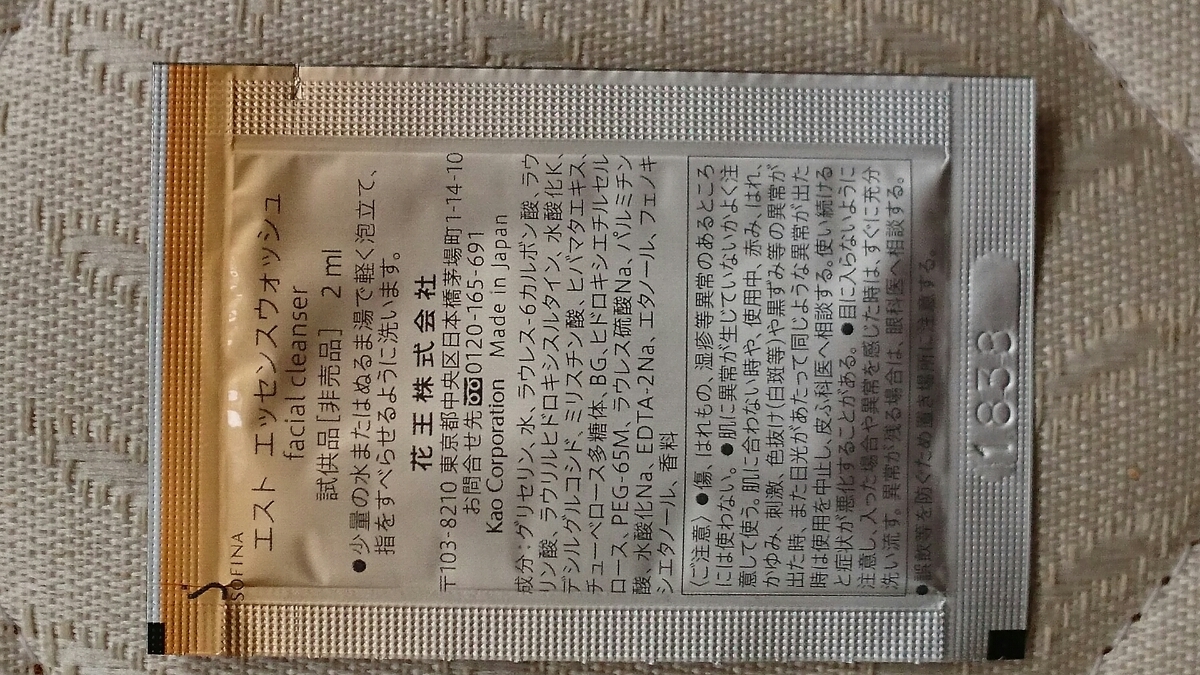 SOFINA
エスト エッセンスウォッシュ
facial cleanser
試供品[非売品] 2 ml
●少量の水またはぬるま湯で軽く泡立て、
指をすべらせるように洗います。
花王株式会社
〒103-8210 東京都中央区日本橋茅場町1-14-10
お問合せ先 0120-165-691
Kao Corporation Made in Japan
成分：グリセリン、水、ラウレス-6カルボン酸、ラウ
リン酸、ラウリルヒドロキシスルタイン、水酸化K、
デシルグルコシド、ミリスチン酸、ヒバマタエキス、
チューベロース多糖体、BG、ヒドロキシエチルセル
ロース、PEG-65M、ラウレス硫酸Na、パルミチン
酸、水酸化Na、EDTA-2Na、エタノール、フェノキ
シエタノール、香料
〈ご注意〉●傷、はれもの、湿疹等異常のあるところ
には使わない。●肌に異常が生じていないかよく注
意して使う。肌に合わない時や、使用中、赤み、はれ、
かゆみ、刺激、色抜け(白斑等)や黒ずみ等の異常が
出た時、また日光があたって同じような異常が出た
時は使用を中止し、皮ふ科医へ相談する。使い続ける
と症状が悪化することがある。●目に入らないように
注意し、入った場合や異常を感じた時は、すぐに充分
洗い流す。異常が残る場合は、眼科医へ相談する。
●誤飲等を防ぐため置き場所に注意する。
1838